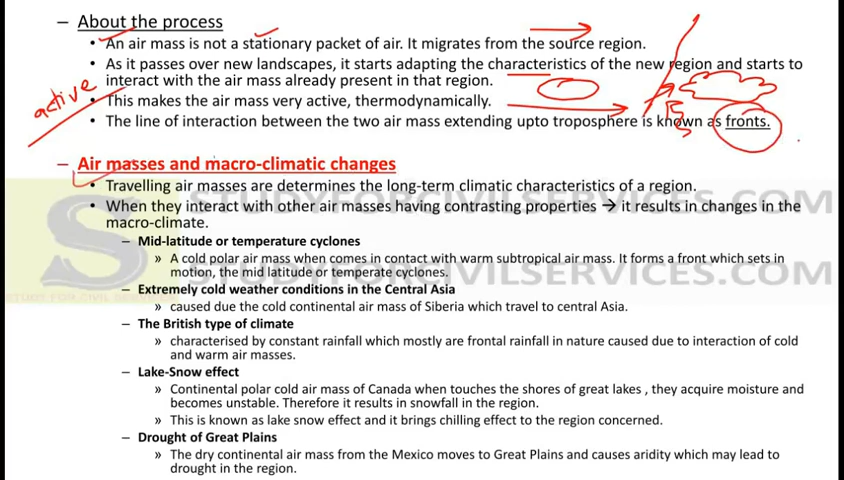 – About the process
• An air mass is not a stationary packet of air. It migrates from the source region.
• As it passes over new landscapes, it starts adapting the characteristics of the new region and starts to
interact with the air mass already present in that region.
active
• This makes the air mass very active, thermodynamically.
• The line of interaction between the two air mass extending upto troposphere is known as fronts.
– Air masses and macro-climatic changes
• Travelling air masses are determines the long-term climatic characteristics of a region.
• When they interact with other air masses having contrasting properties → it results in changes in the
macro-climate.
– Mid-latitude or temperature cyclones
» A cold polar air mass when comes in contact with warm subtropical air mass. It forms a front which sets in
motion, the mid latitude or temperate cyclones.
– Extremely cold weather conditions in the Central Asia
» caused due the cold continental air mass of Siberia which travel to central Asia.
– The British type of climate
» characterised by constant rainfall which mostly are frontal rainfall in nature caused due to interaction of cold
and warm air masses.
– Lake-Snow effect
» Continental polar cold air mass of Canada when touches the shores of great lakes , they acquire moisture and
becomes unstable. Therefore it results in snowfall in the region.
» This is known as lake snow effect and it brings chilling effect to the region concerned.
– Drought of Great Plains
» The dry continental air mass from the Mexico moves to Great Plains and causes aridity which may lead to
drought in the region.
S
STUDY FOR CIVIL SERVICES
STUDYFORCIVILSERVICES.COM
STUDYFORCIVILSERVICES.COM